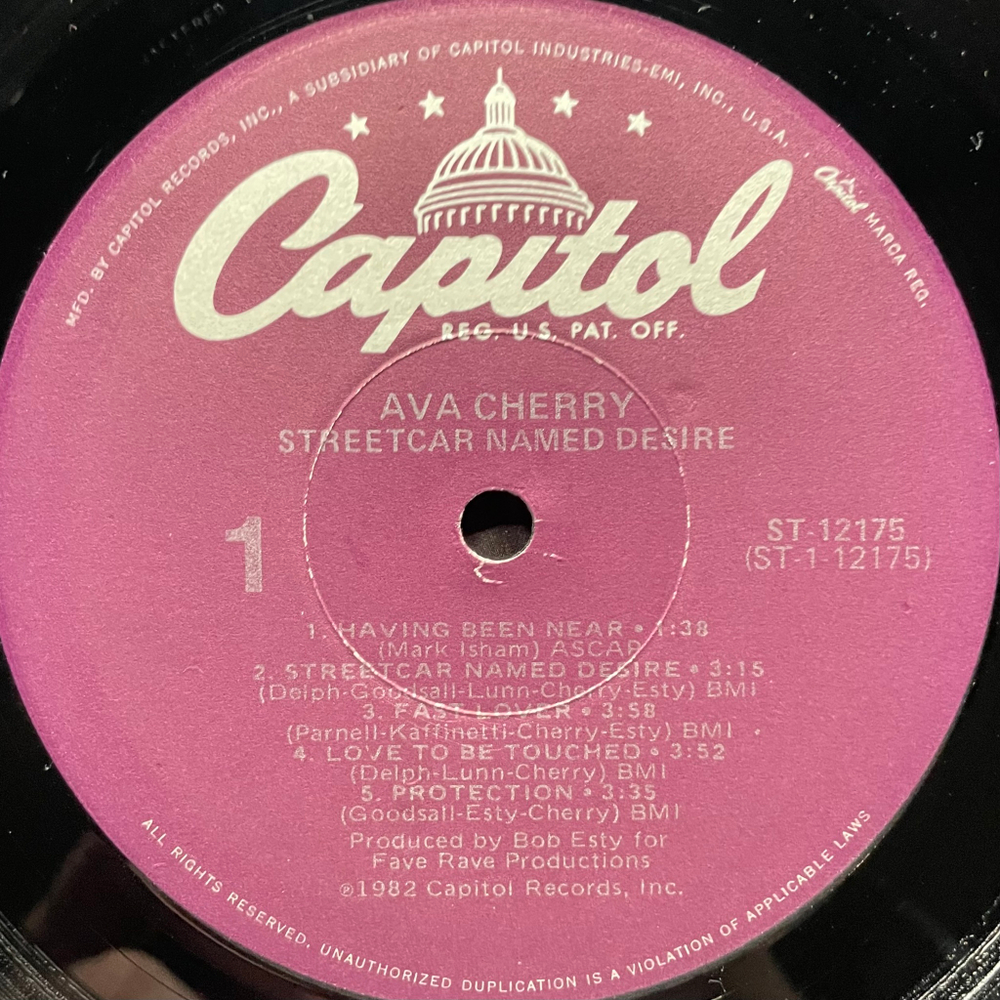 MFD. BY CAPITOL RECORDS, INC., A SUBSIDIARY OF CAPITOL INDUSTRIES-EMI, INC., U.S.A.
Capitol MARCA REG.
Capitol
REG. U.S. PAT. OFF.
AVA CHERRY
STREETCAR NAMED DESIRE
1
ST-12175
(ST-1-12175)
1. HAVING BEEN NEAR • 1:38
(Mark Isham) ASCAP
2. STREETCAR NAMED DESIRE • 3:15
(Delph-Goodsall-Lunn-Cherry-Esty) BMI
3. FAST LOVER • 3:58
(Parnell-Kaffinetti-Cherry-Esty) BMI
4. LOVE TO BE TOUCHED • 3:52
(Delph-Lunn-Cherry) BMI
5. PROTECTION • 3:35
(Goodsall-Esty-Cherry) BMI
Produced by Bob Esty for
Fave Rave Productions
℗1982 Capitol Records, Inc.
ALL RIGHTS RESERVED. UNAUTHORIZED DUPLICATION IS A VIOLATION OF APPLICABLE LAWS